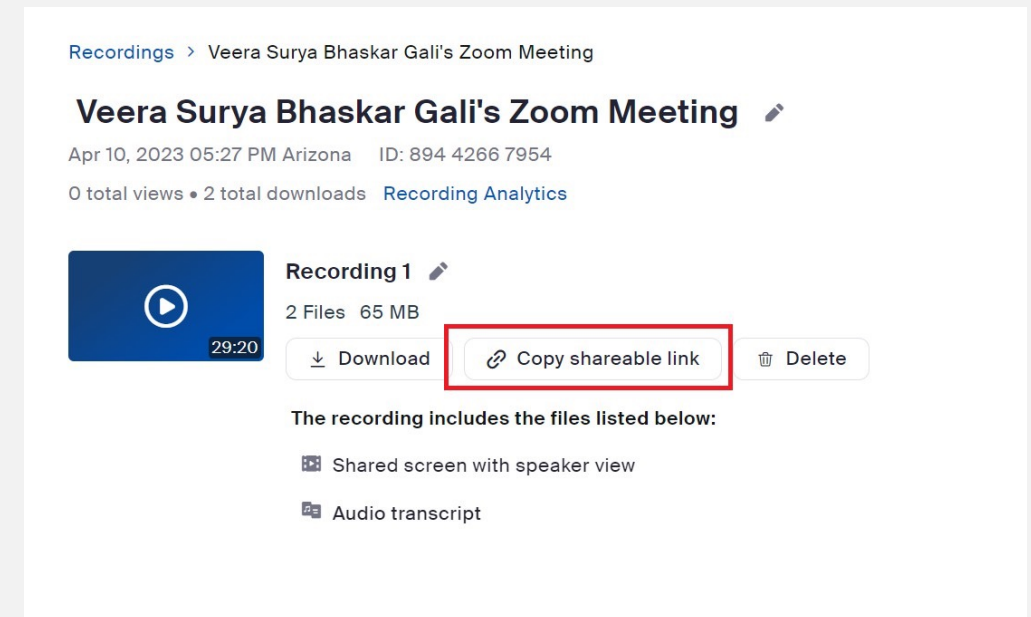 Recordings > Veera Surya Bhaskar Gali's Zoom Meeting
Veera Surya Bhaskar Gali's Zoom Meeting
Apr 10, 2023 05:27 PM Arizona ID: 894 4266 7954
0 total views • 2 total downloads Recording Analytics
Recording 1
2 Files 65 MB
29:20
Download Copy shareable link Delete
The recording includes the files listed below:
Shared screen with speaker view
Audio transcript